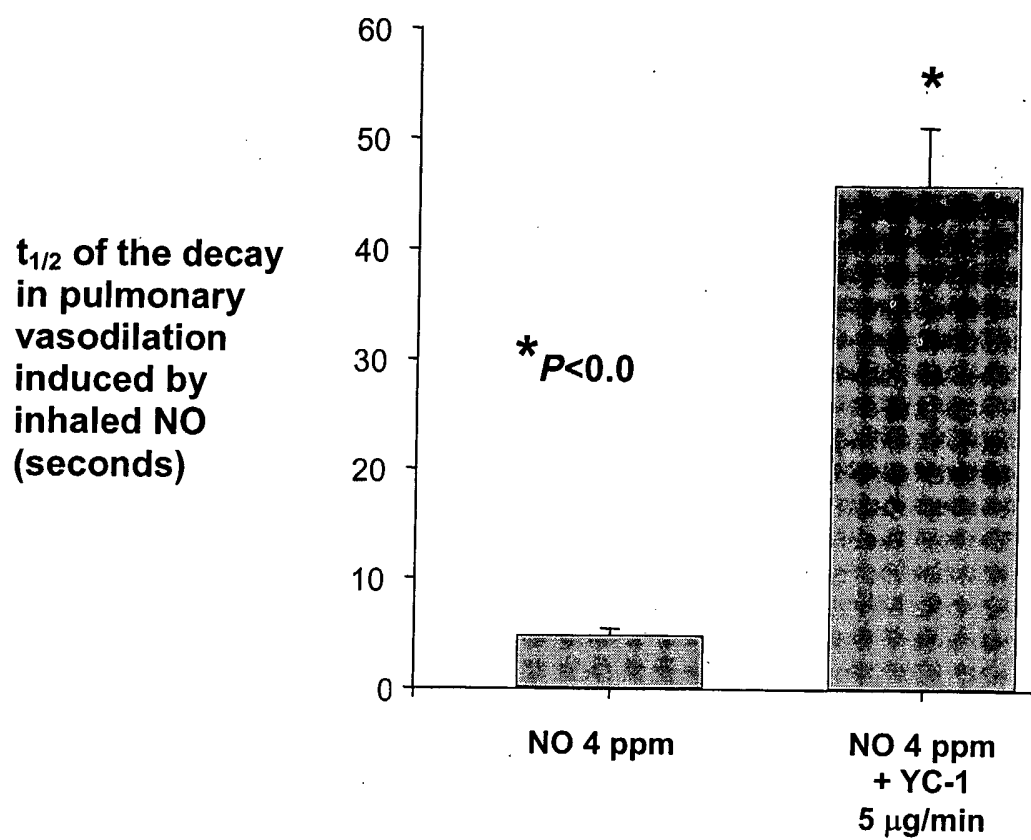 60
50
40
30
20
10
0
t1/2 of the decay
in pulmonary
vasodilation
induced by
inhaled NO
(seconds)
*
*P<0.0
NO 4 ppm
NO 4 ppm
+ YC-1
5 μg/min